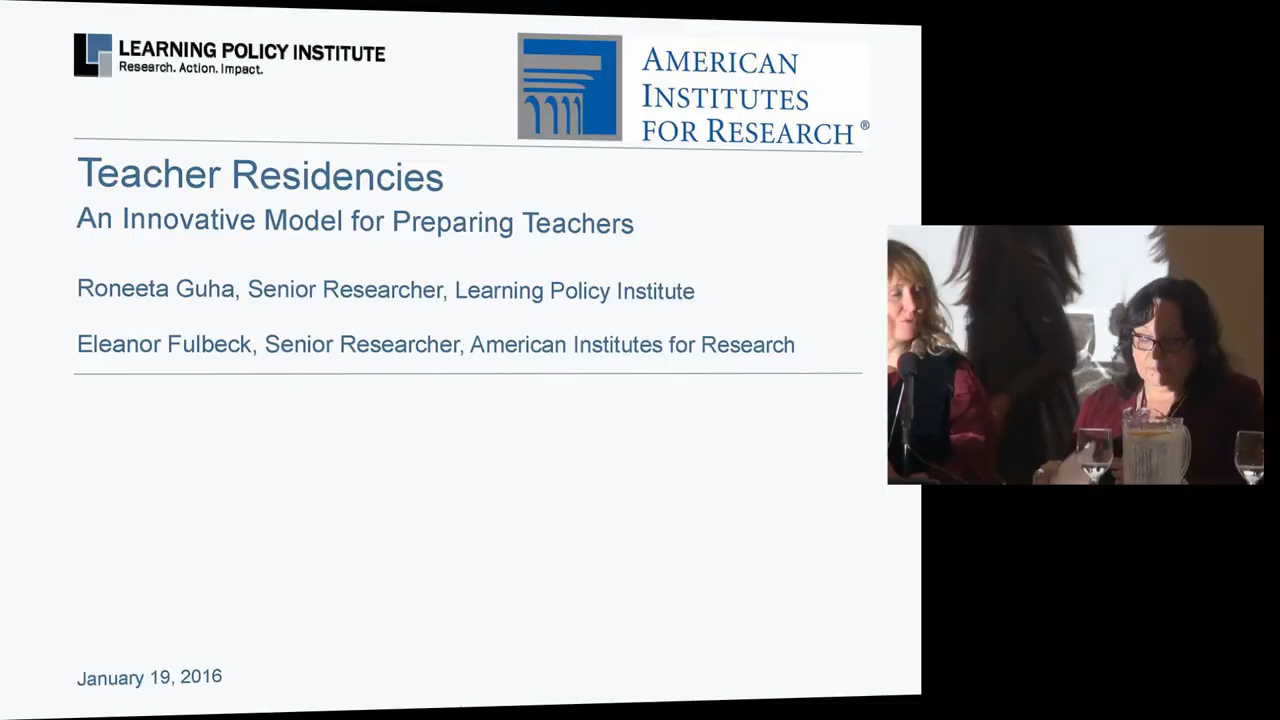 LEARNING POLICY INSTITUTE
Research. Action. Impact.
AMERICAN
INSTITUTES
FOR RESEARCH®
Teacher Residencies
An Innovative Model for Preparing Teachers
Roneeta Guha, Senior Researcher, Learning Policy Institute
Eleanor Fulbeck, Senior Researcher, American Institutes for Research
January 19, 2016